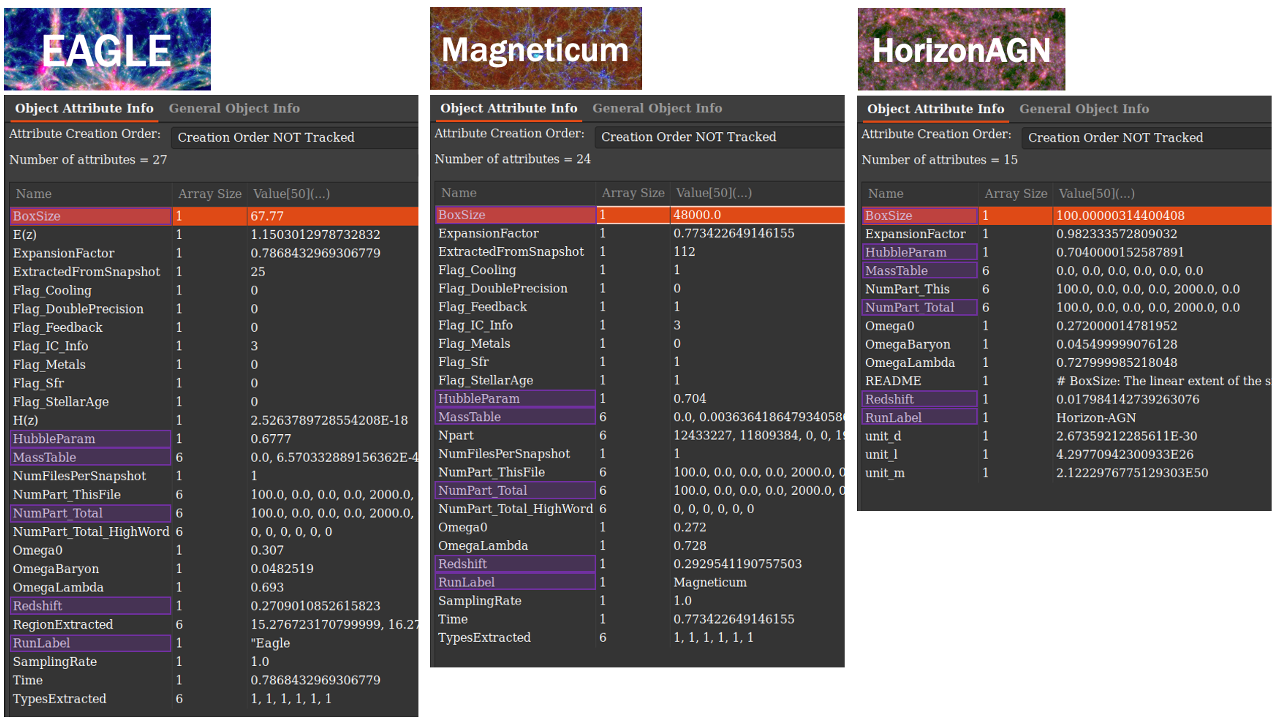 EAGLE
Object Attribute Info General Object Info
Attribute Creation Order: Creation Order NOT Tracked
Number of attributes = 27
Name Array Size Value[50](...)
BoxSize 1 67.77
E(z) 1 1.1503012978732832
ExpansionFactor 1 0.7868432969306779
ExtractedFromSnapshot 1 25
Flag_Cooling 1 0
Flag_DoublePrecision 1 0
Flag_Feedback 1 0
Flag_IC_Info 1 3
Flag_Metals 1 0
Flag_Sfr 1 0
Flag_StellarAge 1 0
H(z) 1 2.5263789728554208E-18
HubbleParam 1 0.6777
MassTable 6 0.0, 6.570332889156362E-4
NumFilesPerSnapshot 1 1
NumPart_ThisFile 6 100.0, 0.0, 0.0, 0.0, 2000.0,
NumPart_Total 6 100.0, 0.0, 0.0, 0.0, 2000.0,
NumPart_Total_HighWord 6 0, 0, 0, 0, 0, 0
Omega0 1 0.307
OmegaBaryon 1 0.0482519
OmegaLambda 1 0.693
Redshift 1 0.2709010852615823
RegionExtracted 6 15.276723170799999, 16.27
RunLabel 1 "Eagle
SamplingRate 1 1.0
Time 1 0.7868432969306779
TypesExtracted 6 1, 1, 1, 1, 1, 1
Magneticum
Object Attribute Info General Object Info
Attribute Creation Order: Creation Order NOT Tracked
Number of attributes = 24
Name Array Size Value[50](...)
BoxSize 1 48000.0
ExpansionFactor 1 0.773422649146155
ExtractedFromSnapshot 1 112
Flag_Cooling 1 1
Flag_DoublePrecision 1 0
Flag_Feedback 1 1
Flag_IC_Info 1 3
Flag_Metals 1 0
Flag_Sfr 1 1
Flag_StellarAge 1 1
HubbleParam 1 0.704
MassTable 6 0.0, 0.0036364186479340586
Npart 6 12433227, 11809384, 0, 0, 19
NumFilesPerSnapshot 1 1
NumPart_ThisFile 6 100.0, 0.0, 0.0, 0.0, 2000.0, 0
NumPart_Total 6 100.0, 0.0, 0.0, 0.0, 2000.0, 0
NumPart_Total_HighWord 6 0, 0, 0, 0, 0, 0
Omega0 1 0.272
OmegaLambda 1 0.728
Redshift 1 0.2929541190757503
RunLabel 1 Magneticum
SamplingRate 1 1.0
Time 1 0.773422649146155
TypesExtracted 6 1, 1, 1, 1, 1, 1
HorizonAGN
Object Attribute Info General Object Info
Attribute Creation Order: Creation Order NOT Tracked
Number of attributes = 15
Name Array Size Value[50](...)
BoxSize 1 100.00000314400408
ExpansionFactor 1 0.982333572809032
HubbleParam 1 0.7040000152587891
MassTable 6 0.0, 0.0, 0.0, 0.0, 0.0, 0.0
NumPart_This 6 100.0, 0.0, 0.0, 0.0, 2000.0, 0.0
NumPart_Total 6 100.0, 0.0, 0.0, 0.0, 2000.0, 0.0
Omega0 1 0.272000014781952
OmegaBaryon 1 0.045499999076128
OmegaLambda 1 0.727999985218048
README 1 # BoxSize: The linear extent of the s
Redshift 1 0.017984142739263076
RunLabel 1 Horizon-AGN
unit_d 1 2.67359212285611E-30
unit_l 1 4.29770942300933E26
unit_m 1 2.1222976775129303E50